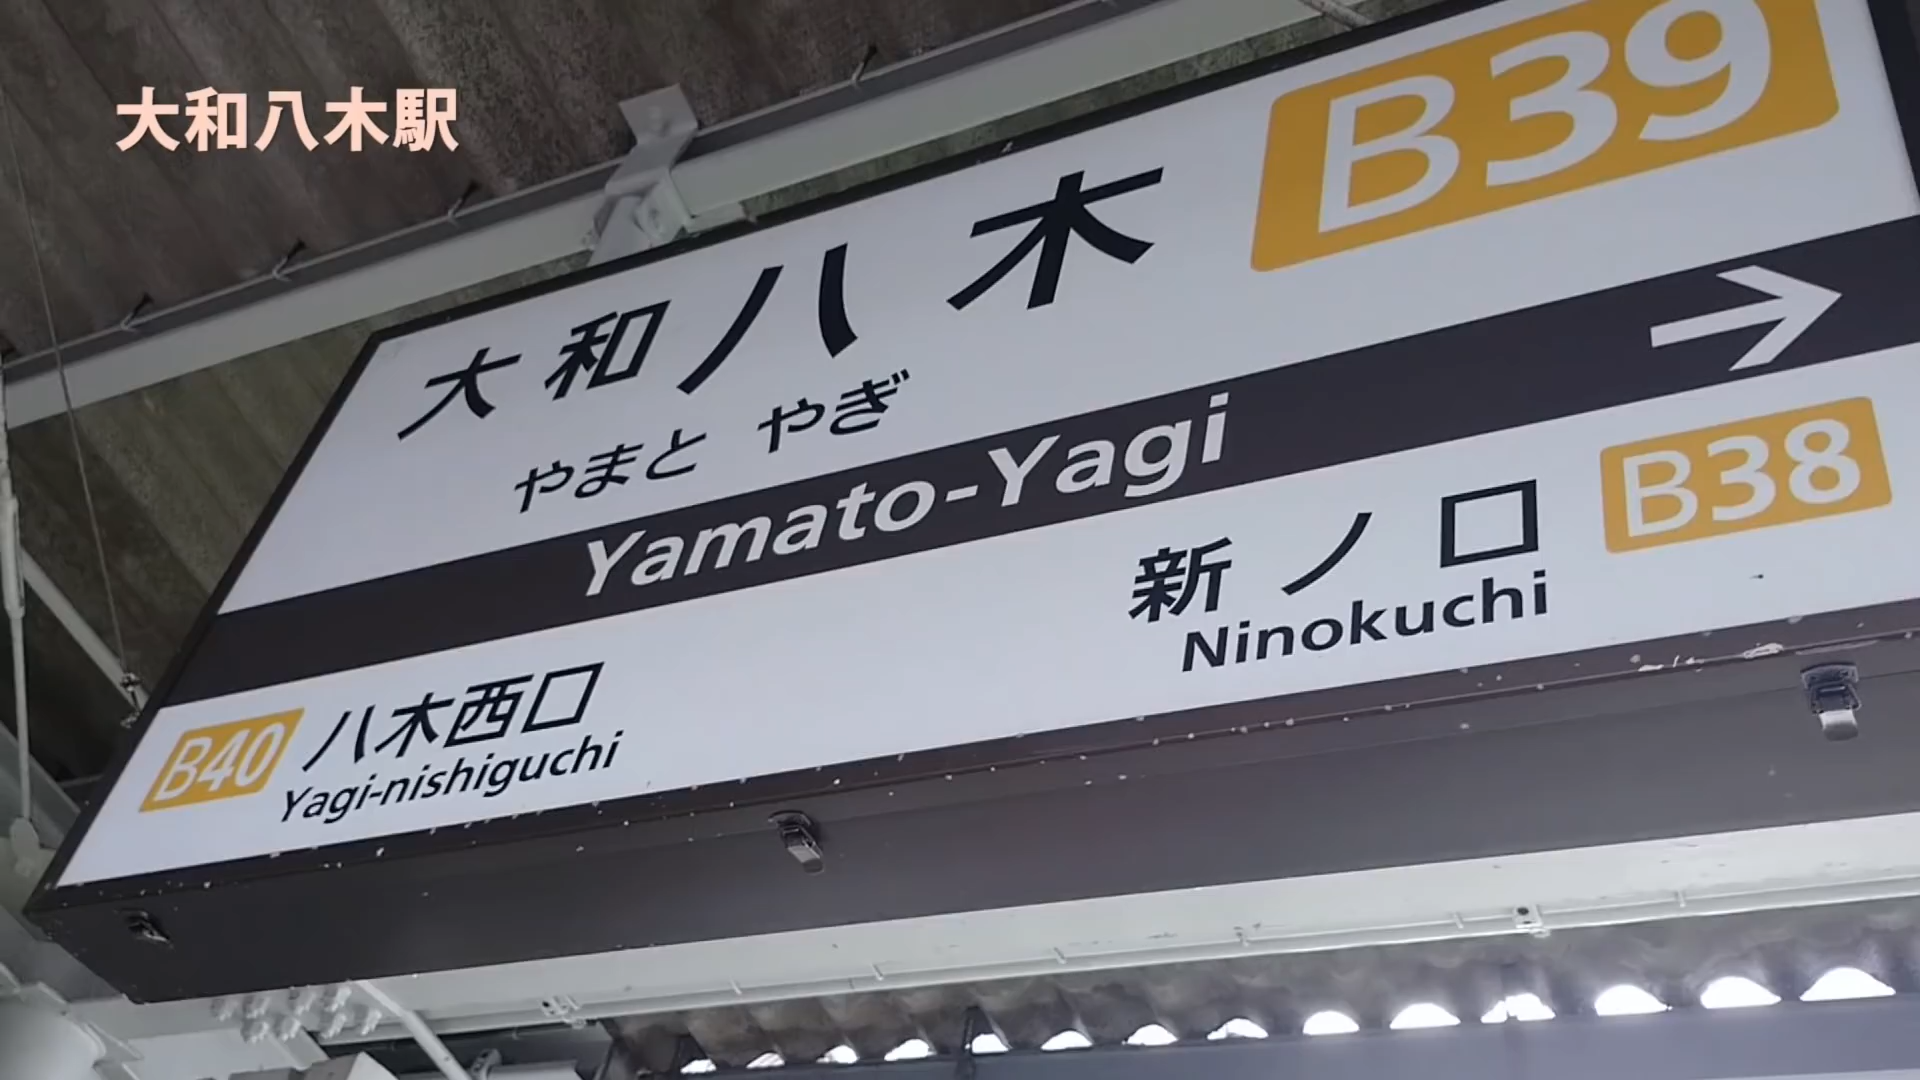 大和八木駅
大和八木 B39
やまと やぎ
Yamato-Yagi →
新ノ口 B38
Ninokuchi
B40 八木西口
Yagi-nishiguchi